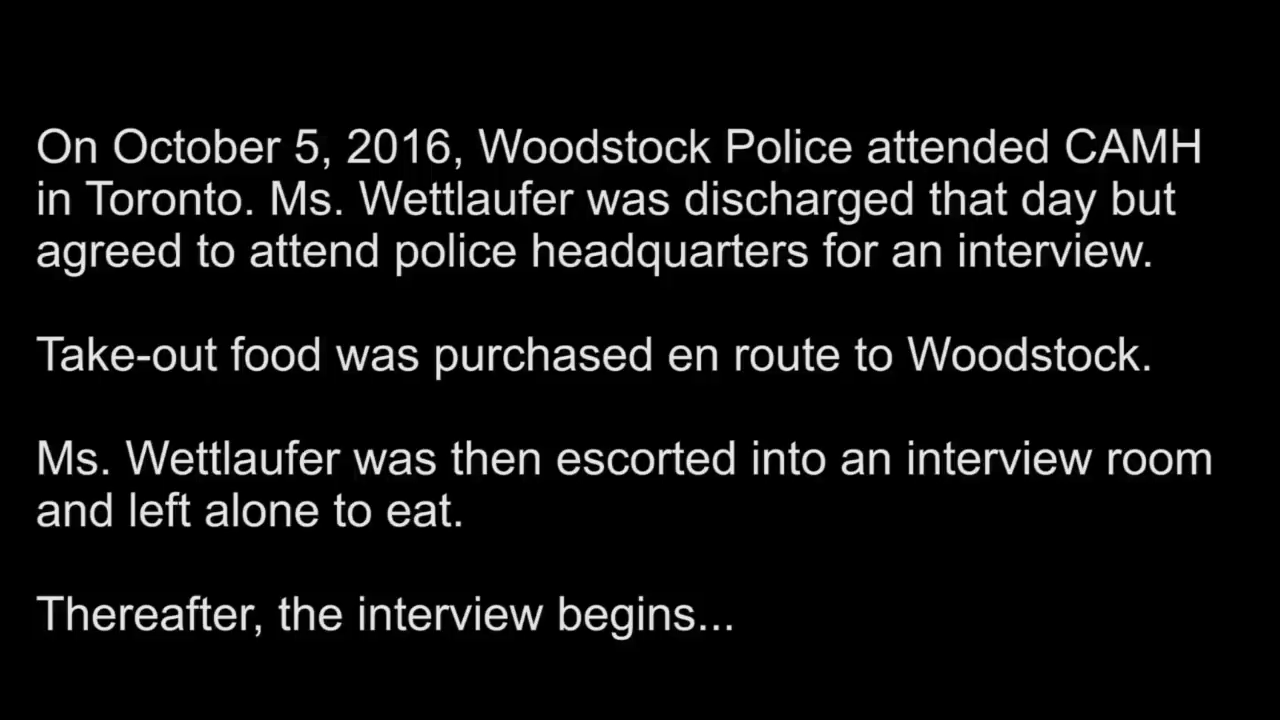 On October 5, 2016, Woodstock Police attended CAMH
in Toronto. Ms. Wettlaufer was discharged that day but
agreed to attend police headquarters for an interview.
Take-out food was purchased en route to Woodstock.
Ms. Wettlaufer was then escorted into an interview room
and left alone to eat.
Thereafter, the interview begins...